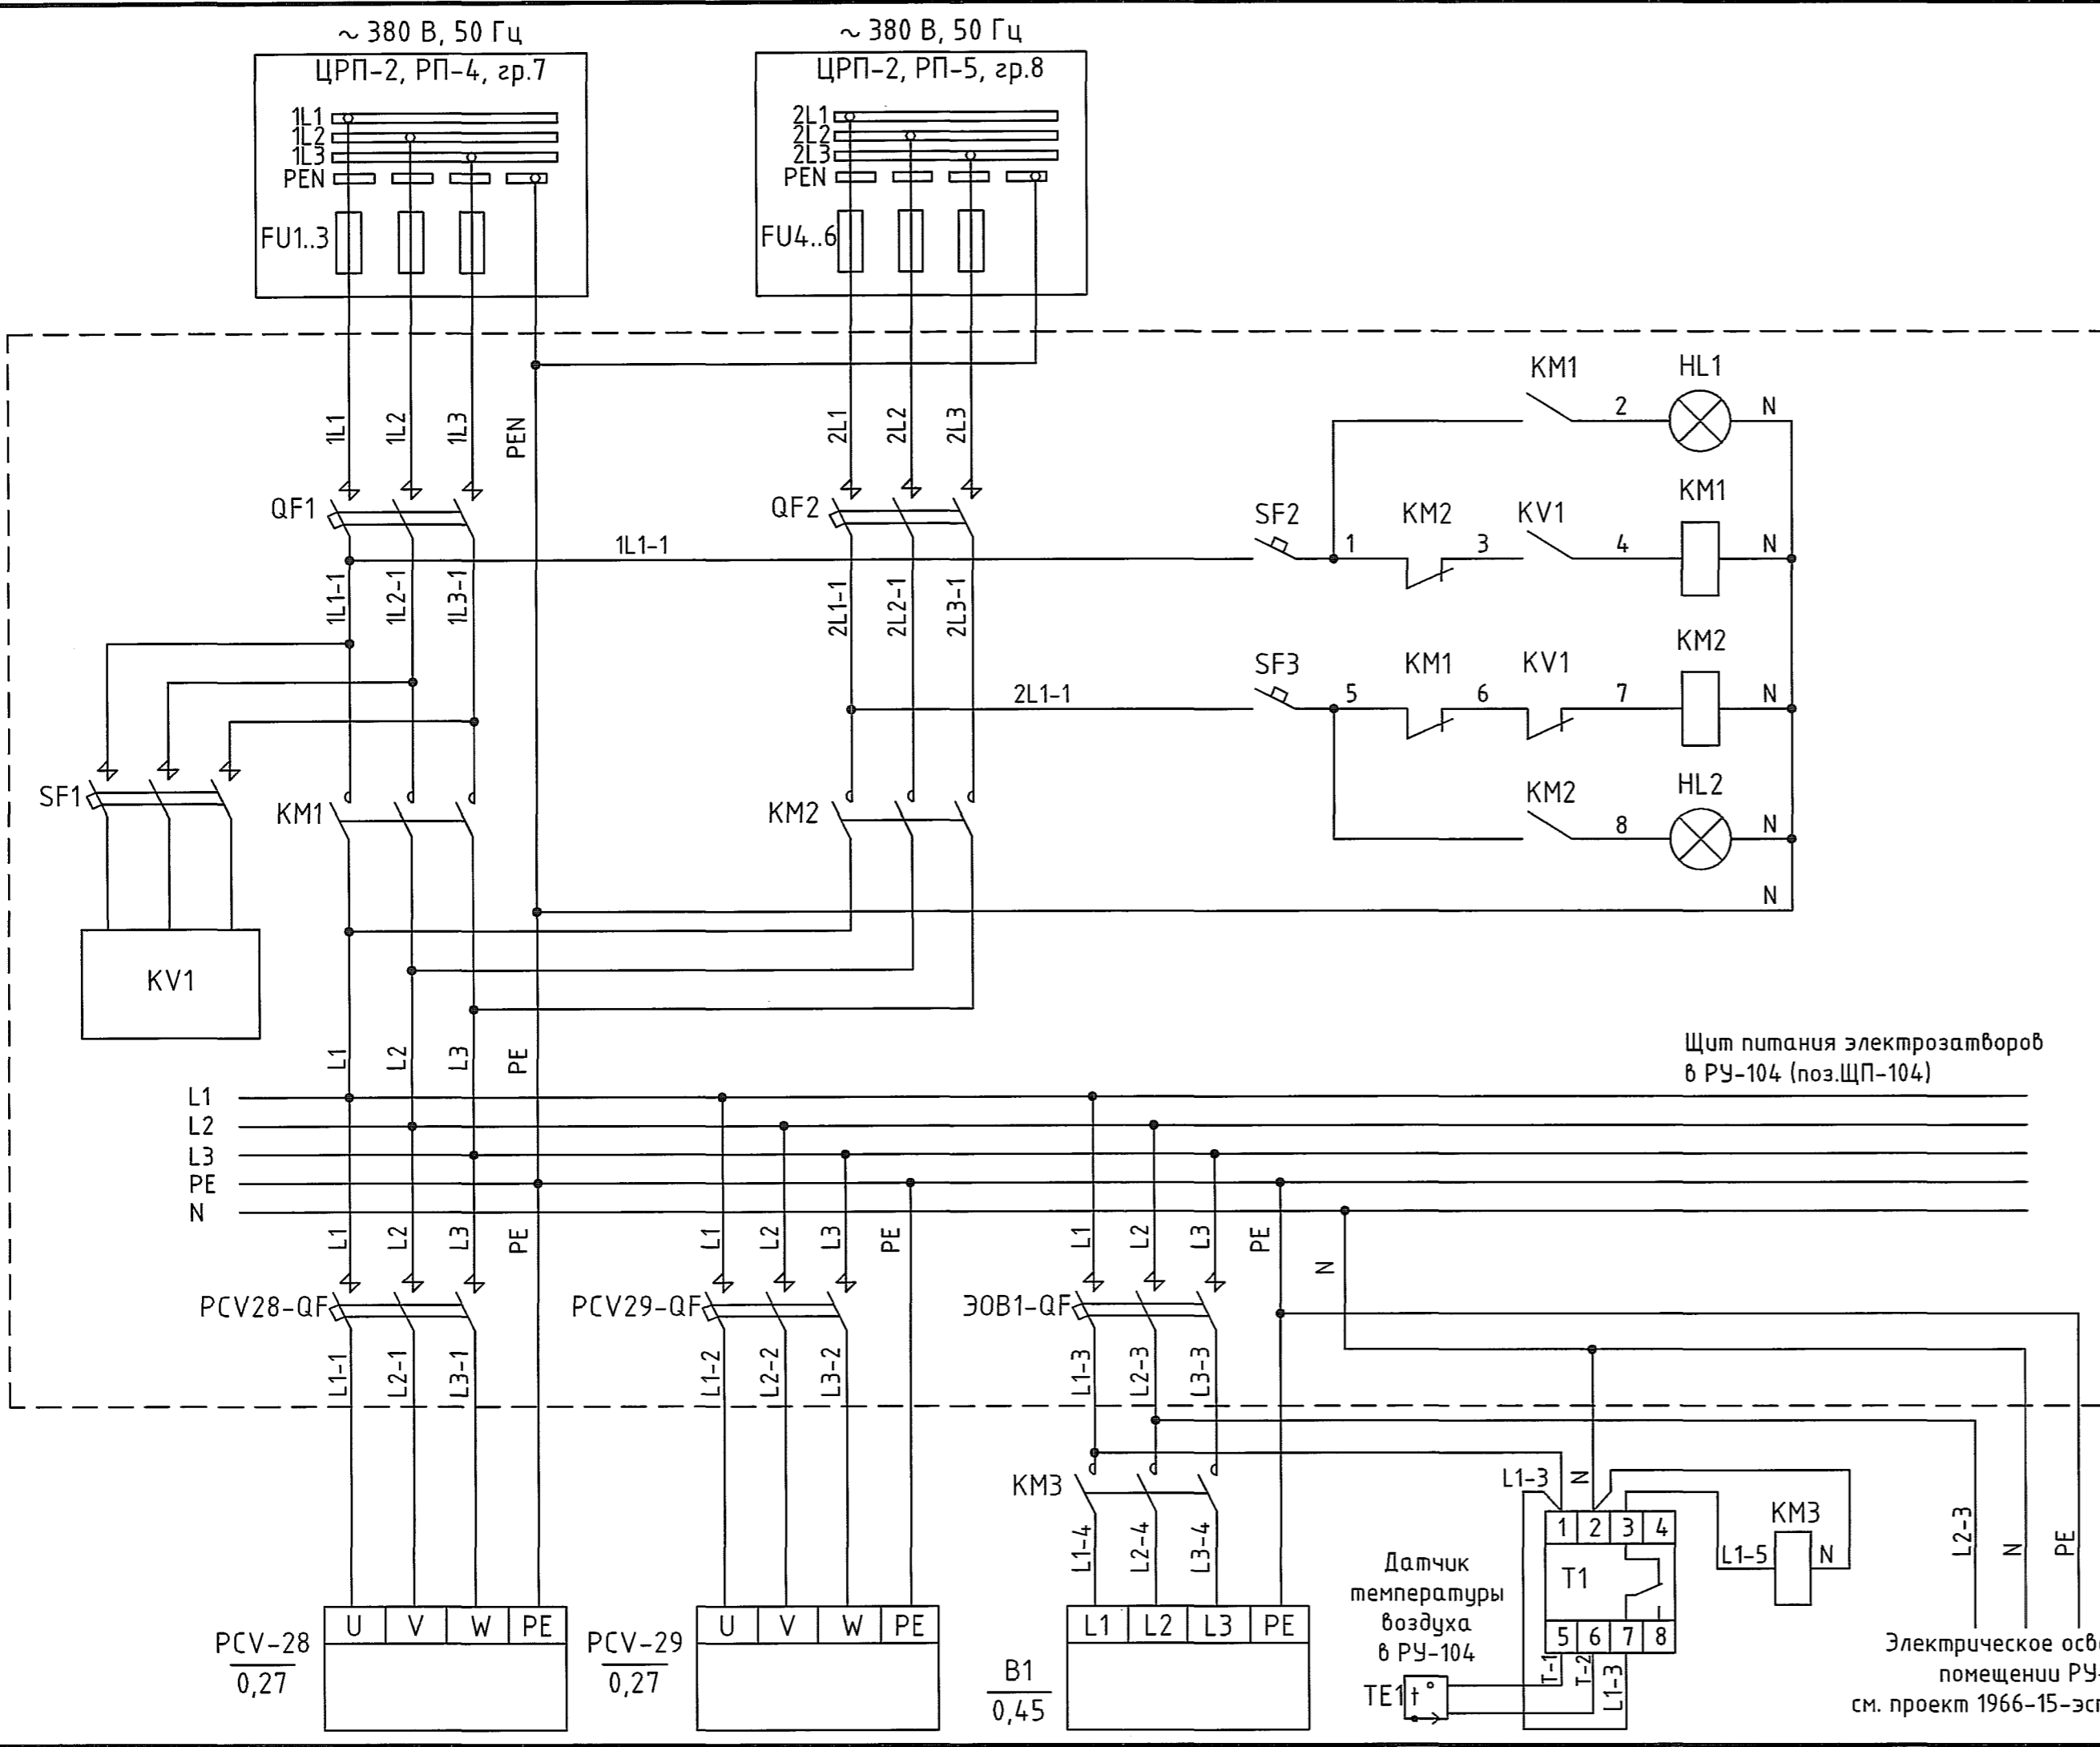 ~ 380 В, 50 Гц
~ 380 В, 50 Гц
ЦРП-2, РП-4, гр.7
ЦРП-2, РП-5, гр.8
1L1
1L2
1L3
PEN
FU1..3
2L1
2L2
2L3
PEN
FU4..6
1L1
1L2
1L3
PEN
2L1
2L2
2L3
KM1
HL1
2
N
QF1
QF2
1L1-1
SF2
1
KM2
3
KV1
4
KM1
N
1L1-1
1L2-1
1L3-1
2L1-1
2L2-1
2L3-1
2L1-1
SF3
5
KM1
6
KV1
7
KM2
N
SF1
KM1
KM2
KM2
8
HL2
N
N
KV1
L1
L2
L3
PE
Щит питания электрозатворов
в РУ-104 (поз.ЩП-104)
L1
L2
L3
PE
N
L1
L2
L3
PE
L1
L2
L3
PE
L1
L2
L3
PE
N
PCV28-QF
PCV29-QF
ЭОВ1-QF
L1-1
L2-1
L3-1
L1-2
L2-2
L3-2
L1-3
L2-3
L3-3
KM3
L1-4
L2-4
L3-4
L1-3
N
1 2 3 4
T1
5 6 7 8
L1-5
KM3
N
L2-3
N
PE
Датчик
температуры
воздуха
в РУ-104
TE1
t°
T-1
T-2
L1-3
U V W PE
PCV-28
0,27
U V W PE
PCV-29
0,27
L1 L2 L3 PE
В1
0,45
Электрическое
помещении
см. проект